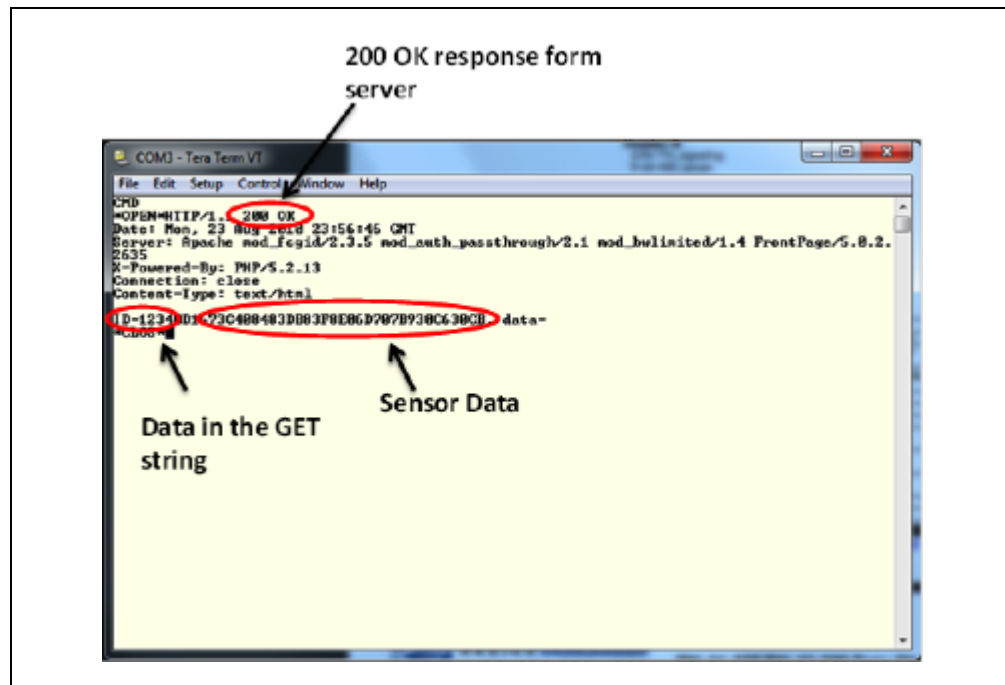 200 OK response form
server
COM3 - Tera Term VT
File Edit Setup Control Window Help
CMD
*OPEN*HTTP/1. 200 OK
Date: Mon, 23 Aug 2010 23:56:46 GMT
Server: Apache mod_fcgid/2.3.5 mod_auth_passthrough/2.1 mod_bwlimited/1.4 FrontPage/5.0.2.
2635
X-Powered-By: PHP/5.2.13
Connection: close
Content-Type: text/html
data=
Sensor Data
Data in the GET
string